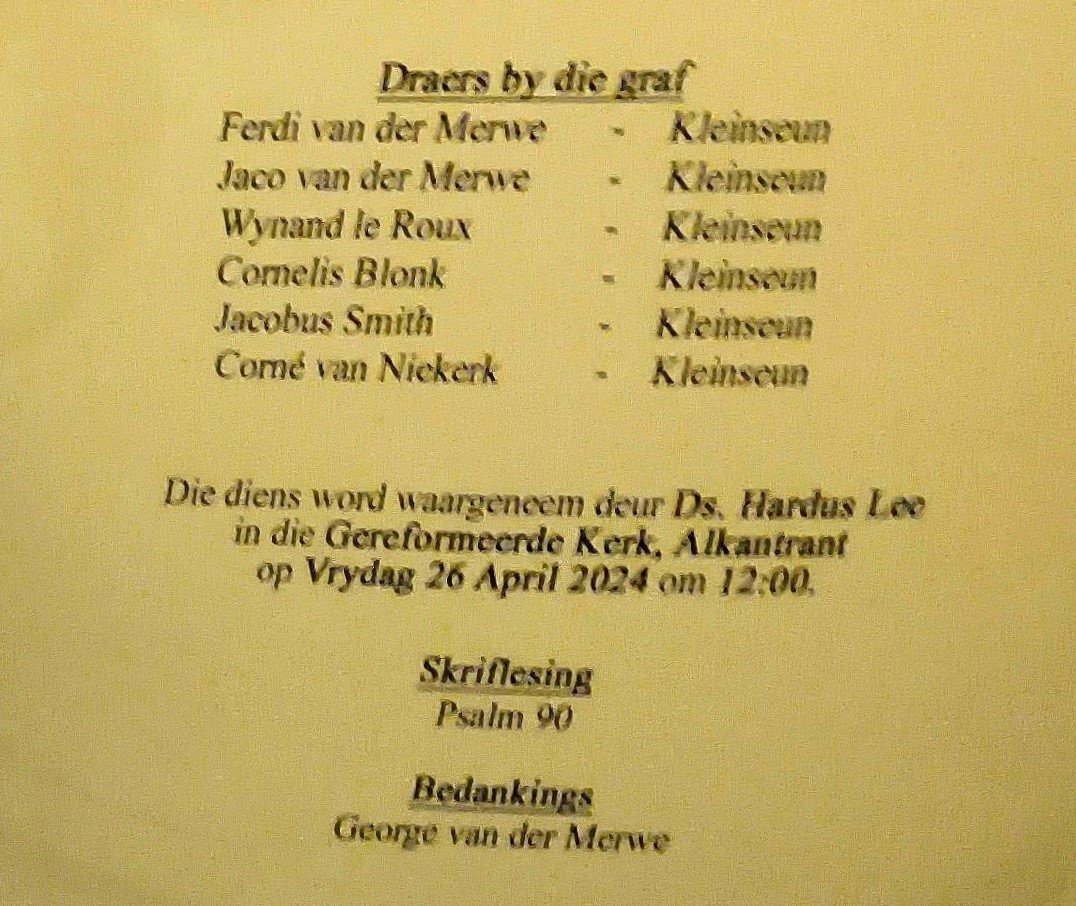 Draers by die graf
Ferdi van der Merwe - Kleinseun
Jaco van der Merwe - Kleinseun
Wynand le Roux - Kleinseun
Cornelis Blonk - Kleinseun
Jacobus Smith - Kleinseun
Corné van Niekerk - Kleinseun
Die diens word waargeneem deur Ds. Hardus Lee
in die Gereformeerde Kerk, Alkantrant
op Vrydag 26 April 2024 om 12:00.
Skriflesing
Psalm 90
Bedankings
George van der Merwe